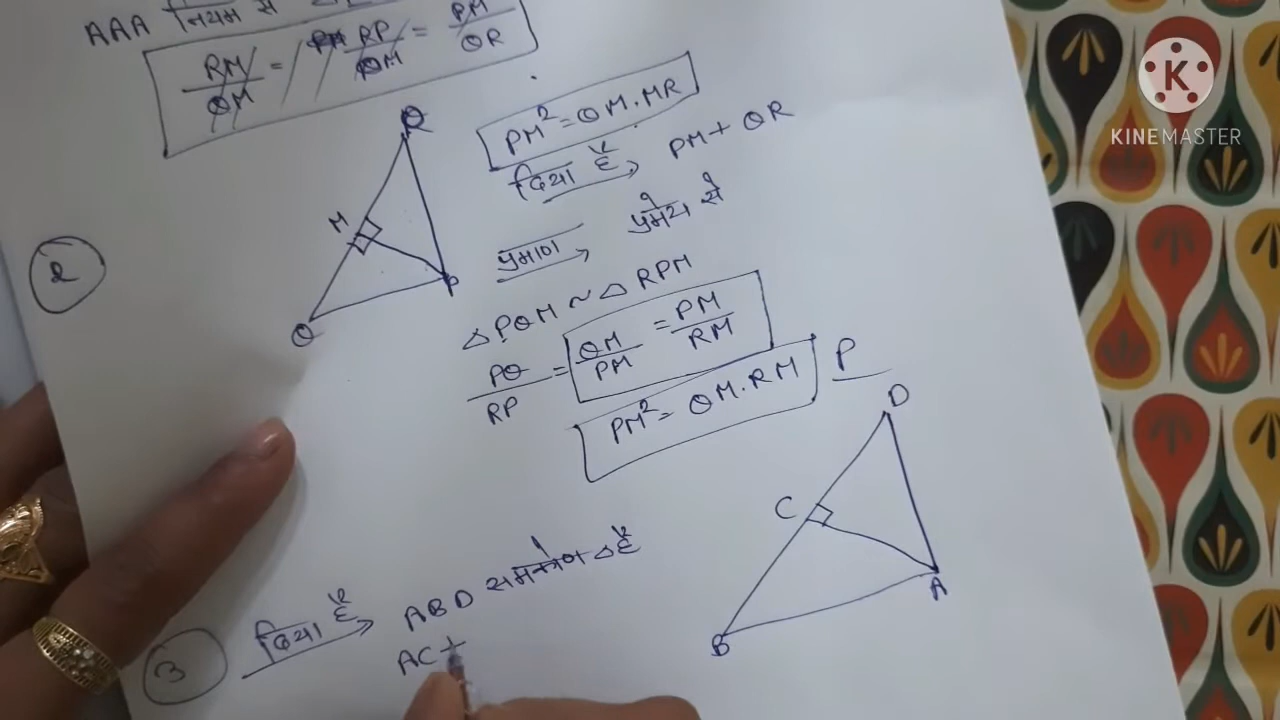 AAA नियम से
RM/QM = RP/QM = PM/QR
PM² = QM.MR
दिया है → PM ⊥ QR
प्रमाण → प्रमेय से
△PQM ~ △RPM
PQ/RP = QM/PM = PM/RM
PM² = QM.RM
P
R
M
P
Q
2
3
दिया है → ABD समकोण △ है
AC ⊥
D
C
A
B
K
KINEMASTER